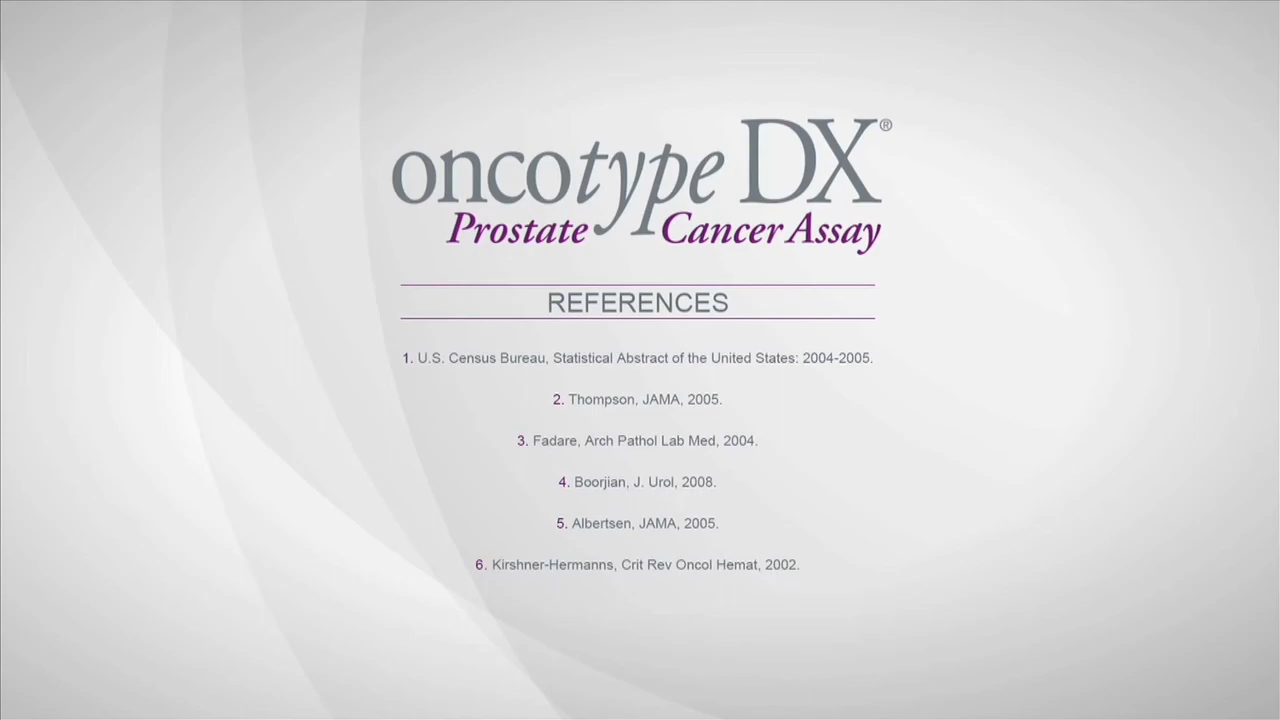 oncotype DX®
Prostate Cancer Assay
REFERENCES
1. U.S. Census Bureau, Statistical Abstract of the United States: 2004-2005.
2. Thompson, JAMA, 2005.
3. Fadare, Arch Pathol Lab Med, 2004.
4. Boorjian, J. Urol, 2008.
5. Albertsen, JAMA, 2005.
6. Kirshner-Hermanns, Crit Rev Oncol Hemat, 2002.